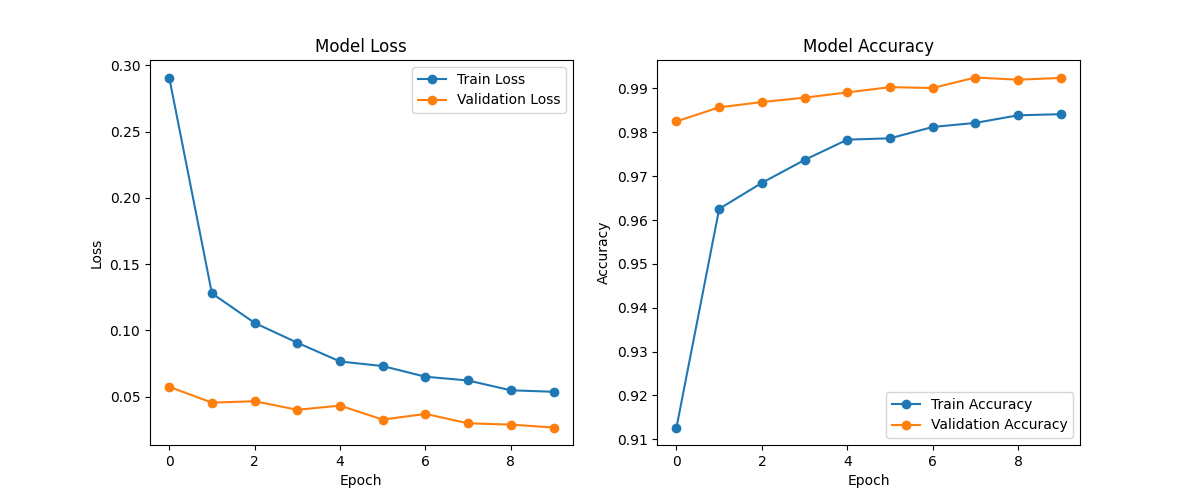 Model Loss
0.30
0.25
0.20
0.15
0.10
0.05
Loss
Train Loss
Validation Loss
0 2 4 6 8
Epoch
Model Accuracy
0.99
0.98
0.97
0.96
0.95
0.94
0.93
0.92
0.91
Accuracy
Train Accuracy
Validation Accuracy
0 2 4 6 8
Epoch